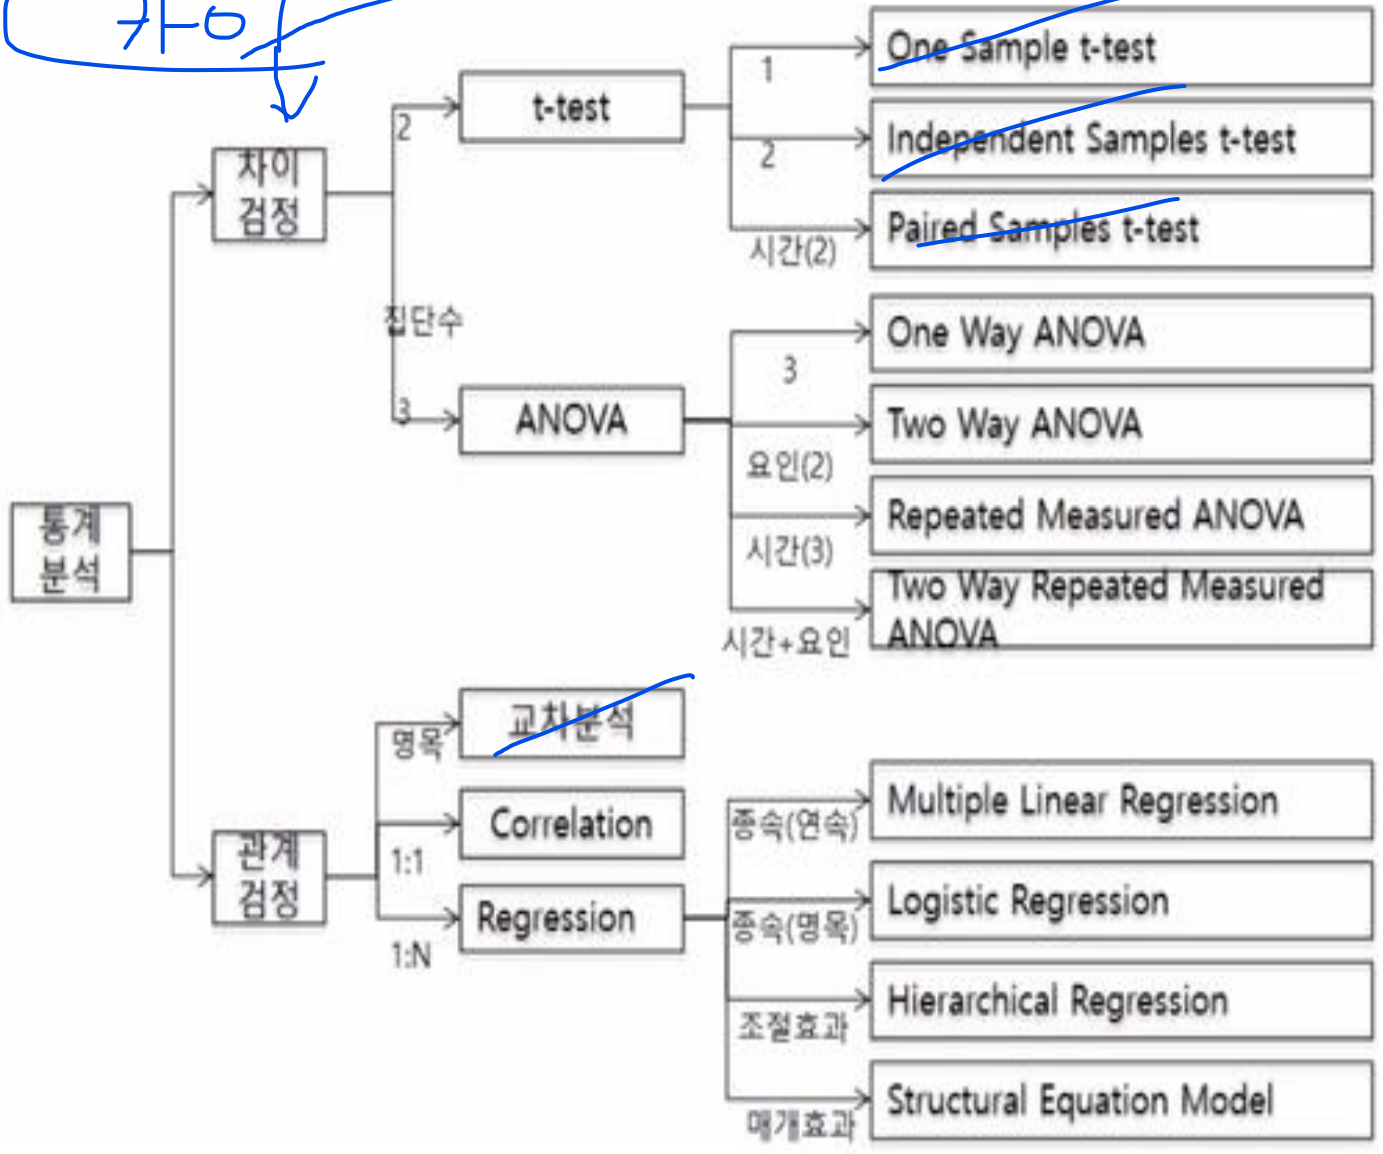 One Sample t-test
1
t-test
2
Independent Samples t-test
2
차이
검정
Paired Samples t-test
시간(2)
집단수
One Way ANOVA
3
3
ANOVA
Two Way ANOVA
요인(2)
통계
분석
Repeated Measured ANOVA
시간(3)
Two Way Repeated Measured
ANOVA
시간+요인
교차분석
명목
Multiple Linear Regression
종속(연속)
Correlation
관계
검정
1:1
Logistic Regression
종속(명목)
Regression
1:N
Hierarchical Regression
조절효과
Structural Equation Model
매개효과